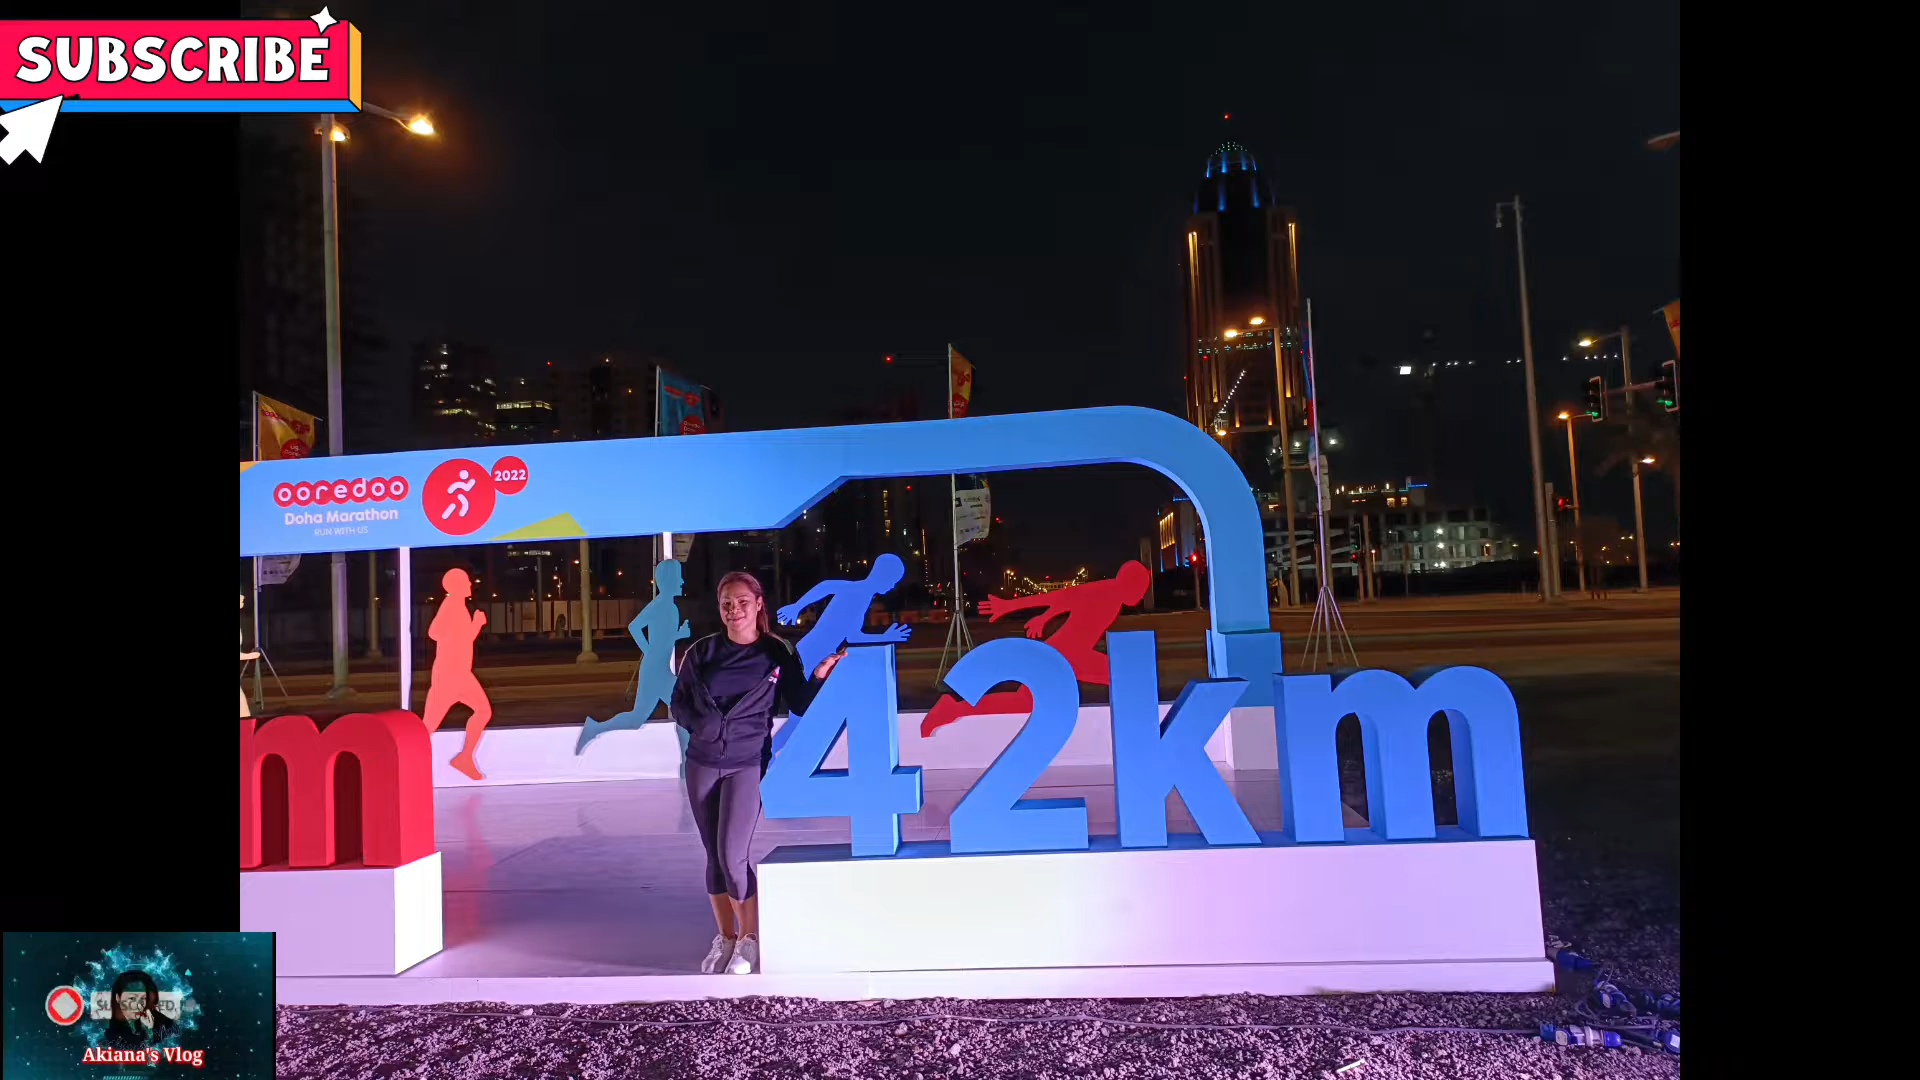 SUBSCRIBE
ooredoo
2022
Doha Marathon
RUN WITH US
m
42km
Akiana's Vlog